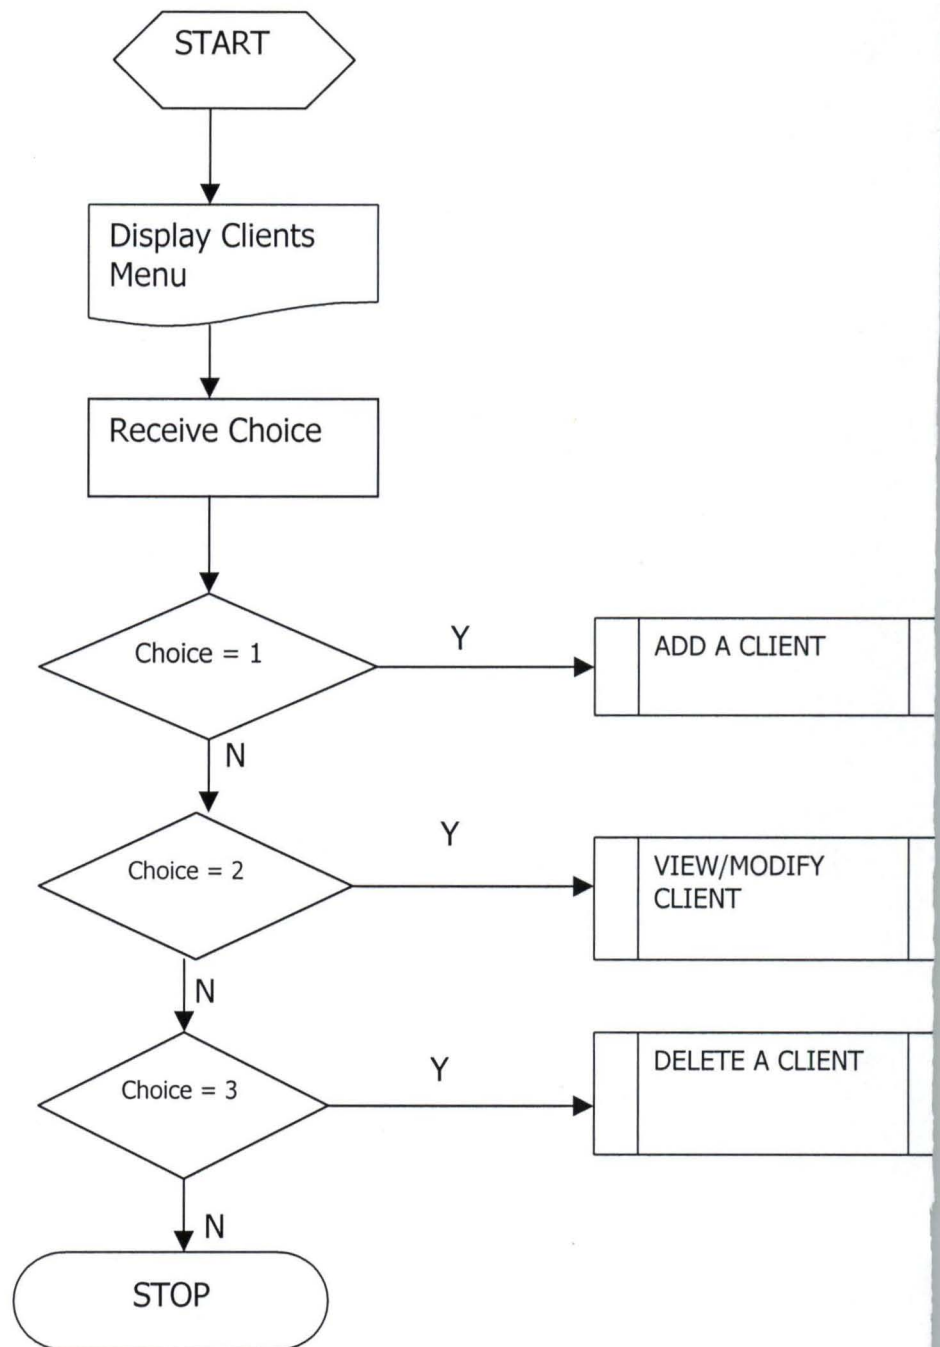 START
Display Clients
Menu
Receive Choice
Choice = 1
Y
ADD A CLIENT
N
Choice = 2
Y
VIEW/MODIFY
CLIENT
N
Choice = 3
Y
DELETE A CLIENT
N
STOP